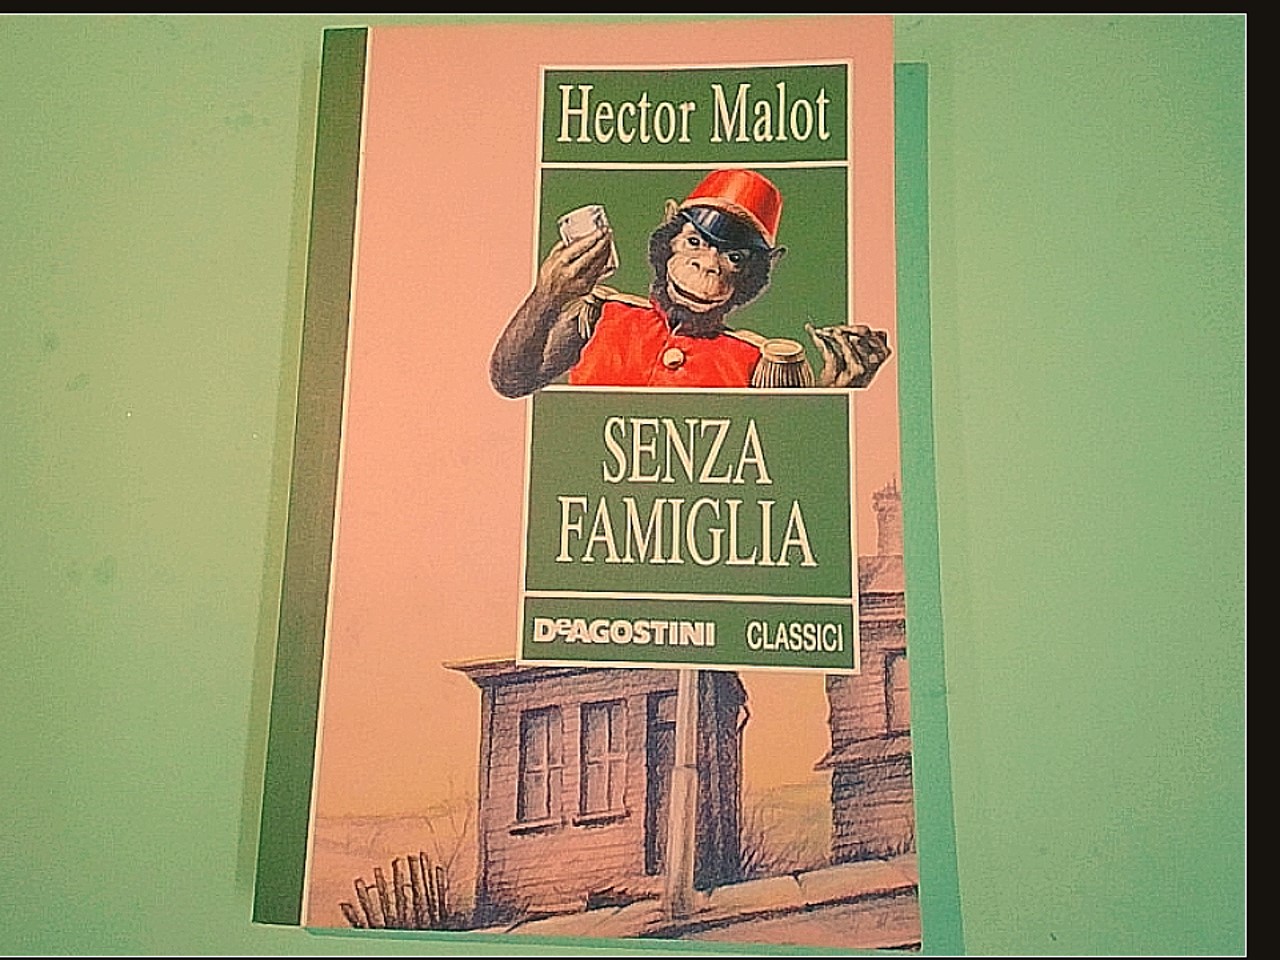 Hector Malot
SENZA
FAMIGLIA
DeAGOSTINI CLASSICI